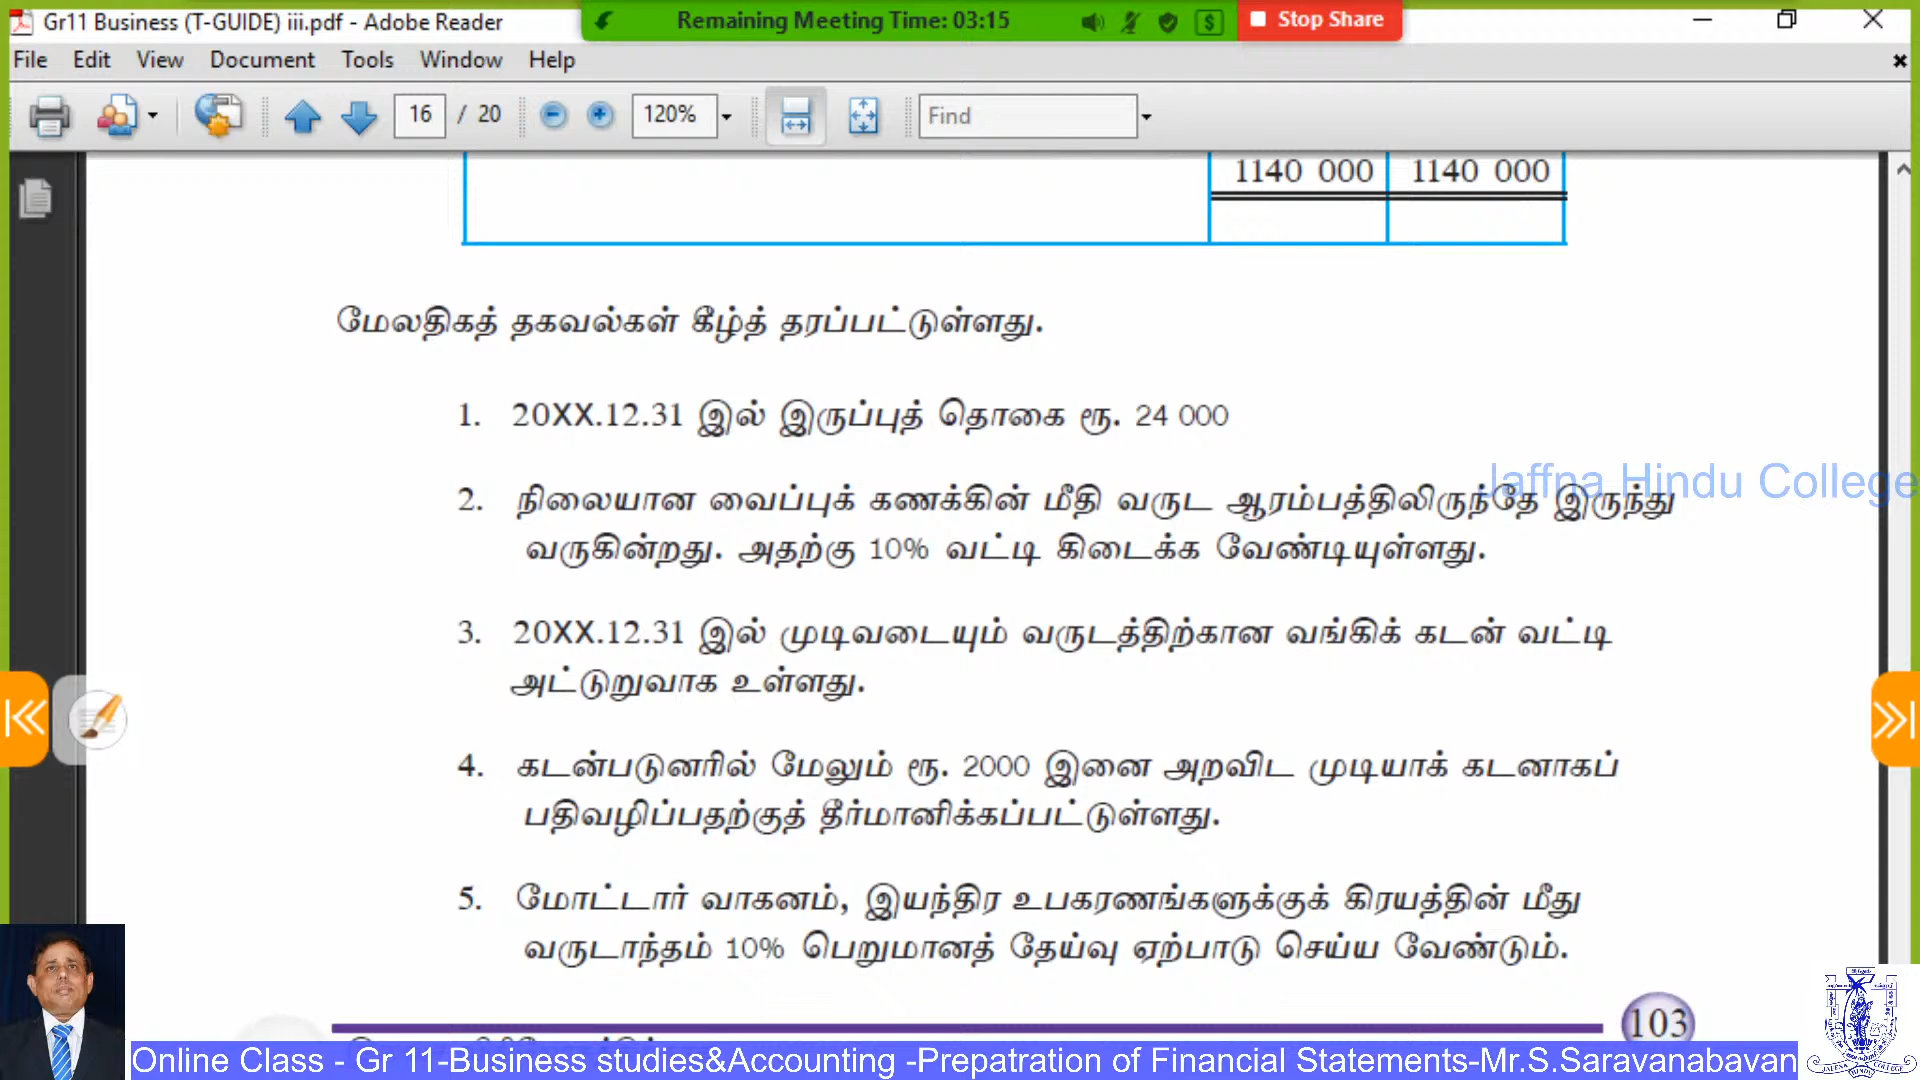 Gr11 Business (T-GUIDE) iii.pdf - Adobe Reader
Remaining Meeting Time: 03:15
Stop Share
File Edit View Document Tools Window Help
16 / 20 120% Find
1140 000 1140 000
மேலதிகத் தகவல்கள் கீழ்த் தரப்பட்டுள்ளது.
1. 20XX.12.31 இல் இருப்புத் தொகை ரூ. 24 000
Jaffna Hindu College
2. நிலையான வைப்புக் கணக்கின் மீதி வருட ஆரம்பத்திலிருந்தே இருந்து
வருகின்றது. அதற்கு 10% வட்டி கிடைக்க வேண்டியுள்ளது.
3. 20XX.12.31 இல் முடிவடையும் வருடத்திற்கான வங்கிக் கடன் வட்டி
அட்டுறுவாக உள்ளது.
4. கடன்படுனரில் மேலும் ரூ. 2000 இனை அறவிட முடியாக் கடனாகப்
பதிவழிப்பதற்குத் தீர்மானிக்கப்பட்டுள்ளது.
5. மோட்டார் வாகனம், இயந்திர உபகரணங்களுக்குக் கிரயத்தின் மீது
வருடாந்தம் 10% பெறுமானத் தேய்வு ஏற்பாடு செய்ய வேண்டும்.
103
Online Class - Gr 11-Business studies&Accounting -Prepatration of Financial Statements-Mr.S.Saravanabavan